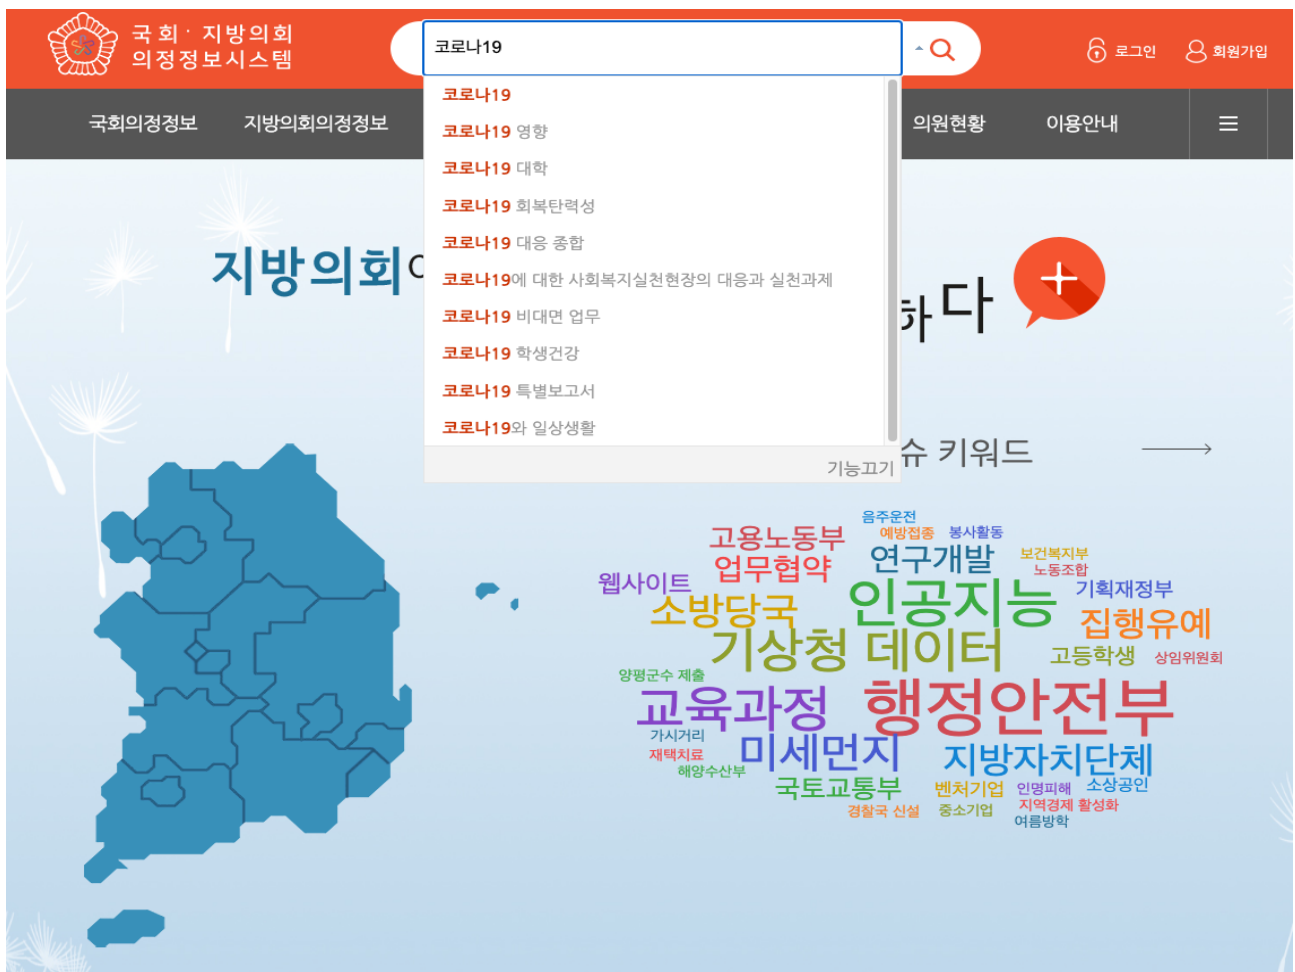 국회·지방의회
의정정보시스템
코로나19
로그인
회원가입
국회의정정보
지방의회의정정보
의원현황
이용안내
코로나19
코로나19 영향
코로나19 대학
코로나19 회복탄력성
코로나19 대응 종합
코로나19에 대한 사회복지실천현장의 대응과 실천과제
코로나19 비대면 업무
코로나19 학생건강
코로나19 특별보고서
코로나19와 일상생활
기능끄기
지방의회
하다
슈 키워드
음주운전
고용노동부
예방접종
봉사활동
업무협약
연구개발
보건복지부
노동조합
웹사이트
인공지능
기획재정부
소방당국
집행유예
기상청 데이터
고등학생
상임위원회
양평군수 제출
교육과정
행정안전부
가시거리
재택치료
미세먼지
지방자치단체
해양수산부
국토교통부
벤처기업
인명피해
소상공인
경찰국 신설
중소기업
지역경제 활성화
여름방학